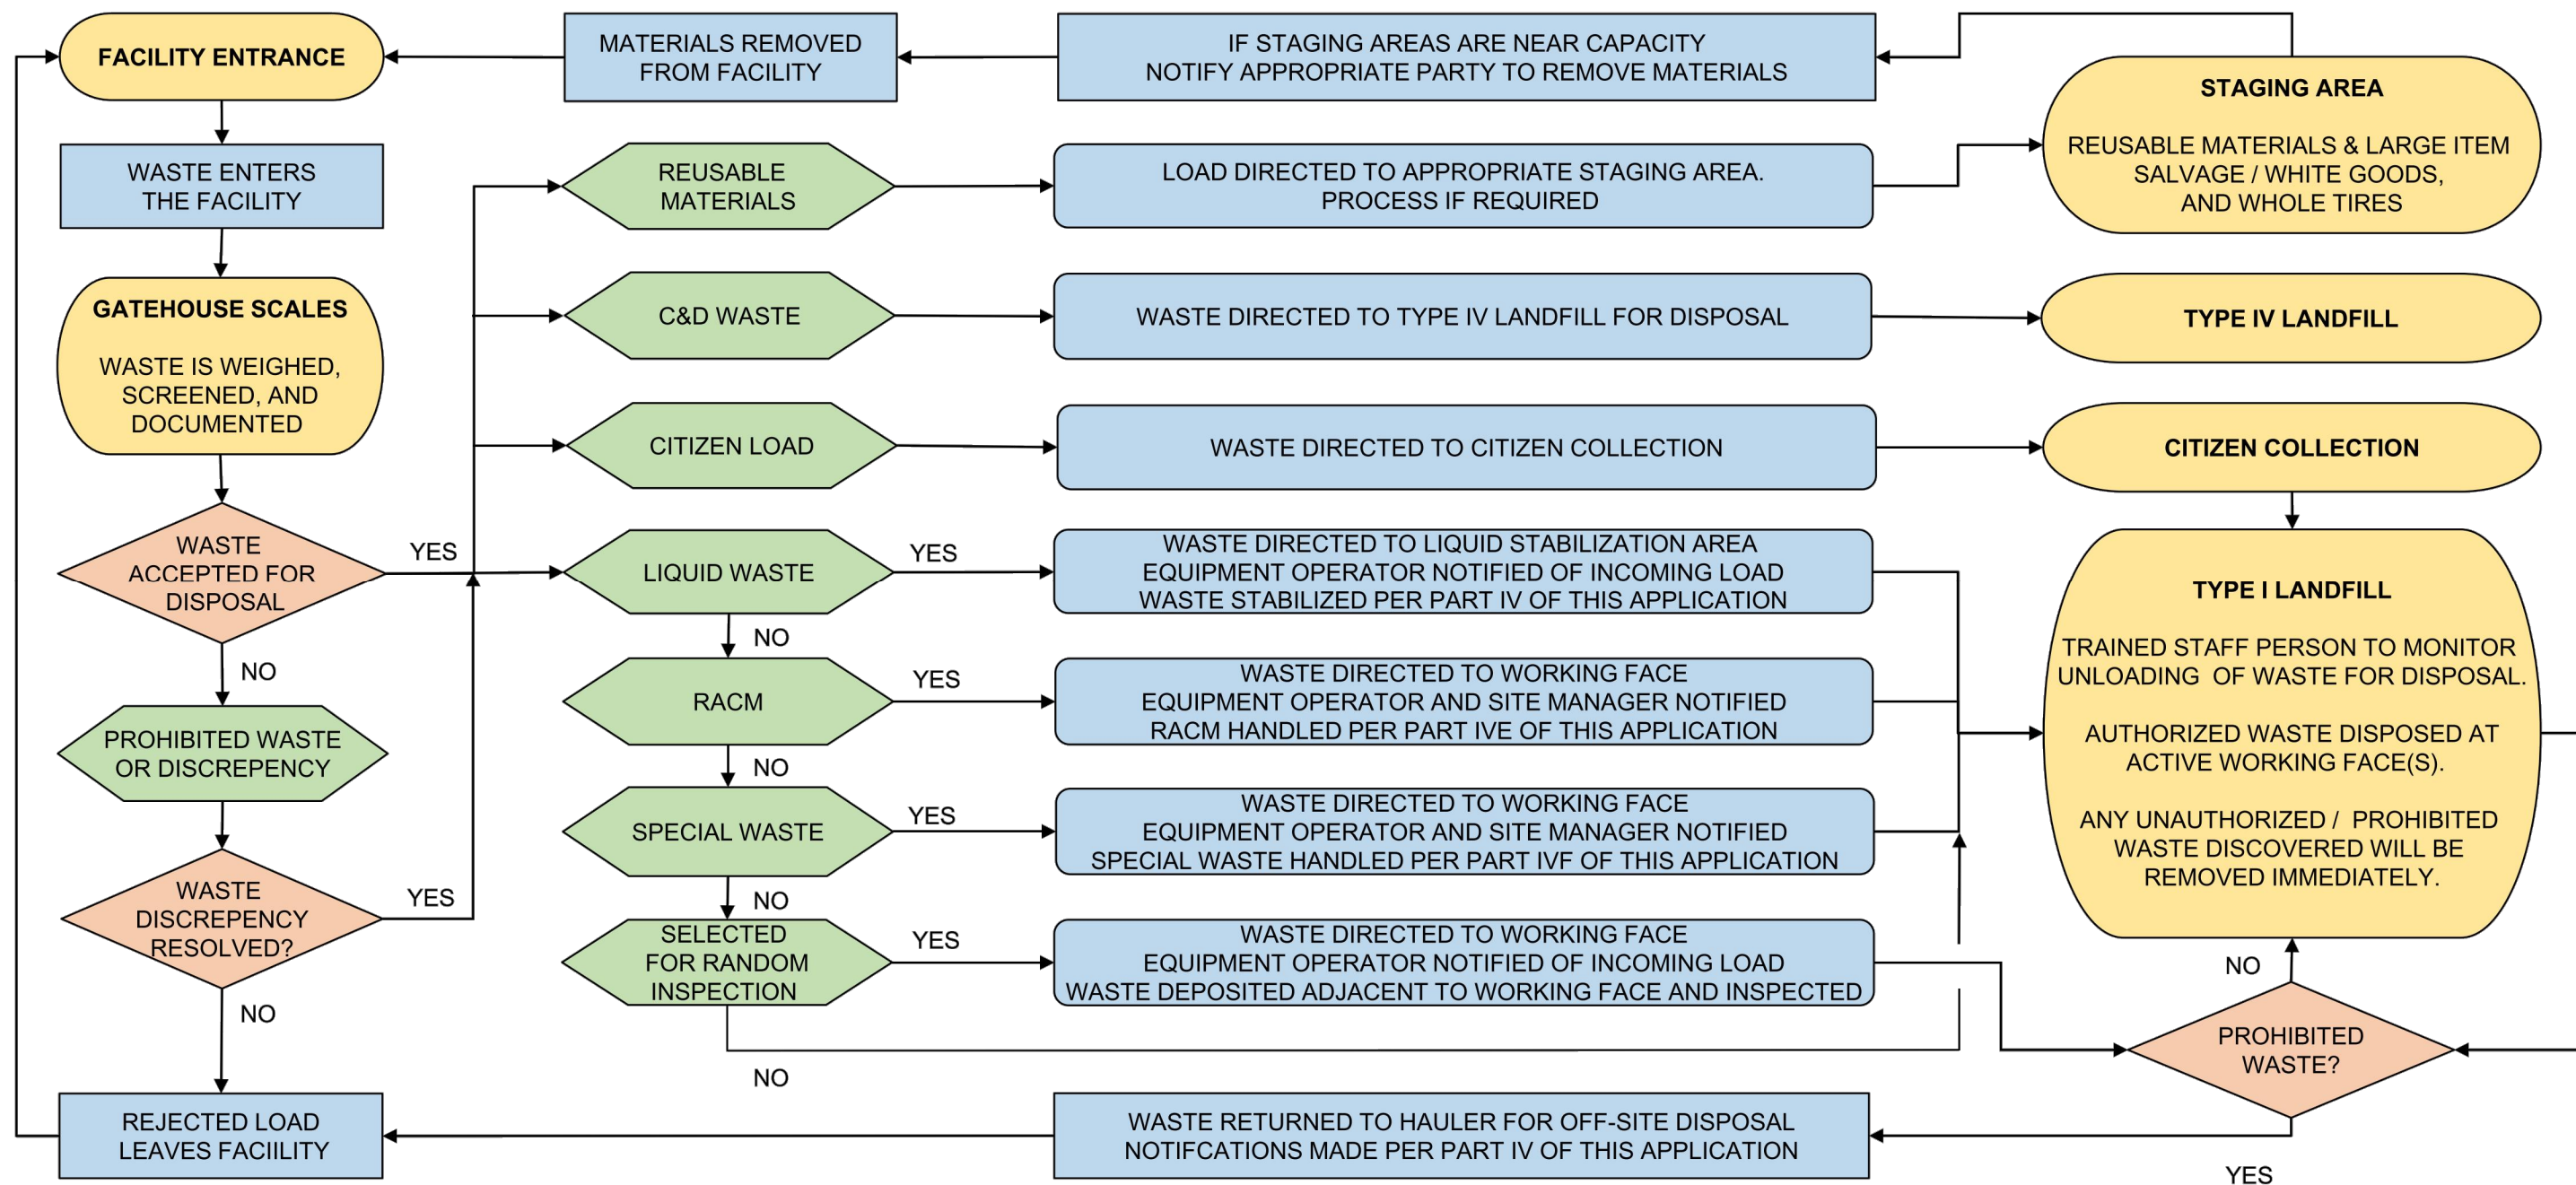 FACILITY ENTRANCE
MATERIALS REMOVED
FROM FACILITY
IF STAGING AREAS ARE NEAR CAPACITY
NOTIFY APPROPRIATE PARTY TO REMOVE MATERIALS
STAGING AREA
REUSABLE MATERIALS & LARGE ITEM
SALVAGE / WHITE GOODS,
AND WHOLE TIRES
WASTE ENTERS
THE FACILITY
REUSABLE
MATERIALS
LOAD DIRECTED TO APPROPRIATE STAGING AREA.
PROCESS IF REQUIRED
GATEHOUSE SCALES
WASTE IS WEIGHED,
SCREENED, AND
DOCUMENTED
C&D WASTE
WASTE DIRECTED TO TYPE IV LANDFILL FOR DISPOSAL
TYPE IV LANDFILL
CITIZEN LOAD
WASTE DIRECTED TO CITIZEN COLLECTION
CITIZEN COLLECTION
WASTE
ACCEPTED FOR
DISPOSAL
YES
NO
LIQUID WASTE
YES
NO
WASTE DIRECTED TO LIQUID STABILIZATION AREA
EQUIPMENT OPERATOR NOTIFIED OF INCOMING LOAD
WASTE STABILIZED PER PART IV OF THIS APPLICATION
TYPE I LANDFILL
TRAINED STAFF PERSON TO MONITOR
UNLOADING OF WASTE FOR DISPOSAL.
AUTHORIZED WASTE DISPOSED AT
ACTIVE WORKING FACE(S).
ANY UNAUTHORIZED / PROHIBITED
WASTE DISCOVERED WILL BE
REMOVED IMMEDIATELY.
PROHIBITED WASTE
OR DISCREPENCY
RACM
YES
NO
WASTE DIRECTED TO WORKING FACE
EQUIPMENT OPERATOR AND SITE MANAGER NOTIFIED
RACM HANDLED PER PART IVE OF THIS APPLICATION
SPECIAL WASTE
YES
NO
WASTE DIRECTED TO WORKING FACE
EQUIPMENT OPERATOR AND SITE MANAGER NOTIFIED
SPECIAL WASTE HANDLED PER PART IVF OF THIS APPLICATION
WASTE
DISCREPENCY
RESOLVED?
YES
NO
SELECTED
FOR RANDOM
INSPECTION
YES
NO
WASTE DIRECTED TO WORKING FACE
EQUIPMENT OPERATOR NOTIFIED OF INCOMING LOAD
WASTE DEPOSITED ADJACENT TO WORKING FACE AND INSPECTED
NO
PROHIBITED
WASTE?
YES
REJECTED LOAD
LEAVES FACIILITY
WASTE RETURNED TO HAULER FOR OFF-SITE DISPOSAL
NOTIFCATIONS MADE PER PART IV OF THIS APPLICATION